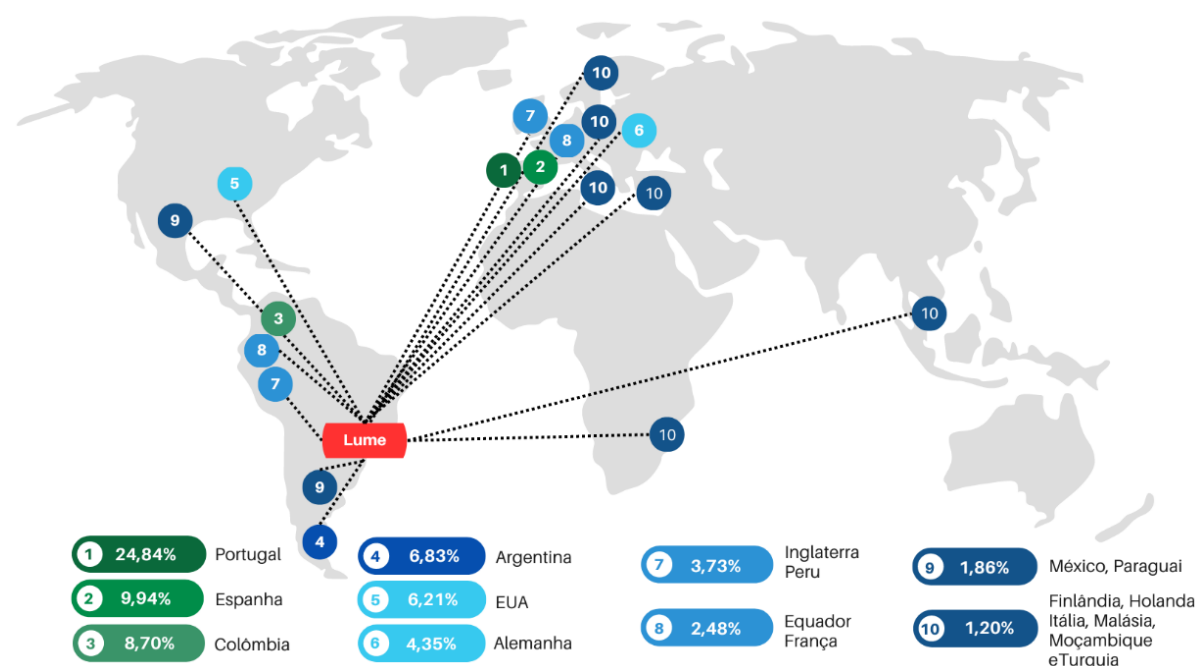 10
7
10
6
8
1
2
5
10
10
9
3
10
8
7
10
Lume
9
4
1 24,84% Portugal
2 9,94% Espanha
3 8,70% Colômbia
4 6,83% Argentina
5 6,21% EUA
6 4,35% Alemanha
7 3,73% Inglaterra
Peru
8 2,48% Equador
França
9 1,86% México, Paraguai
10 1,20% Finlândia, Holanda
Itália, Malásia,
Moçambique
eTurquia